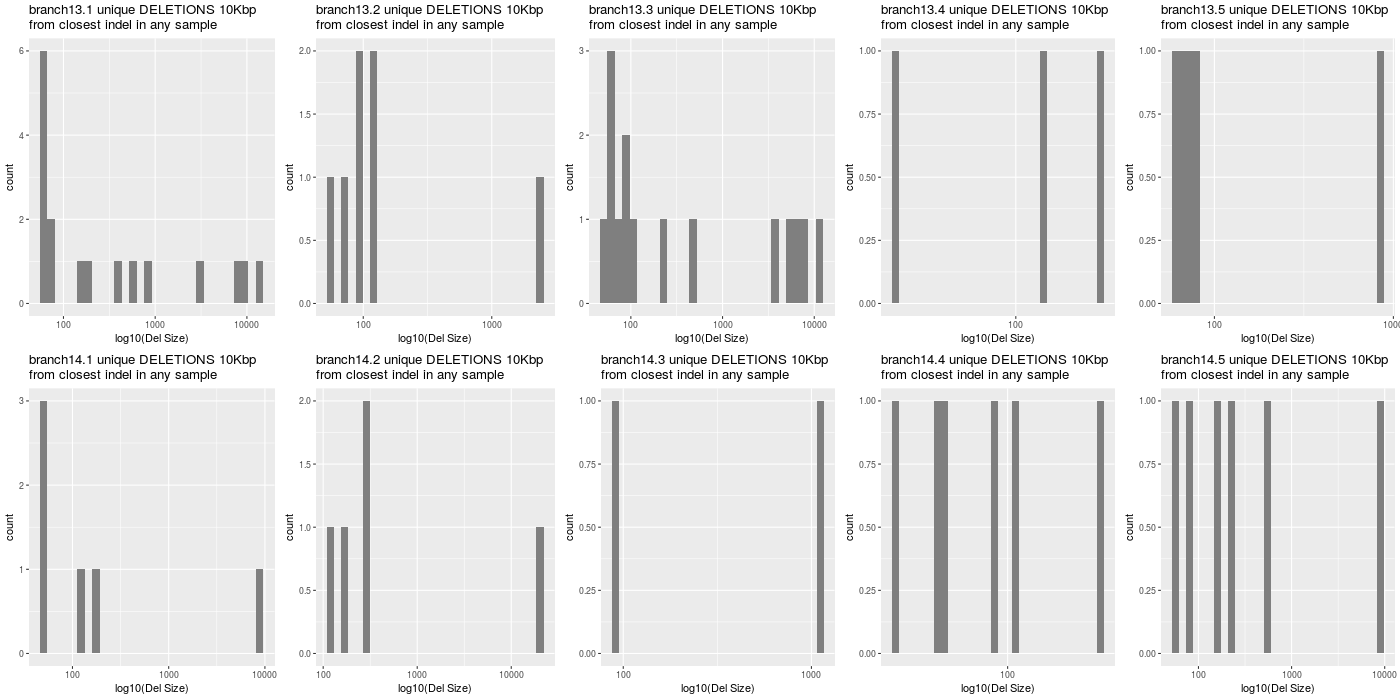 branch13.1 unique DELETIONS 10Kbp
from closest indel in any sample
6
4
2
0
count
100
1000
10000
log10(Del Size)
branch13.2 unique DELETIONS 10Kbp
from closest indel in any sample
2.0
1.5
1.0
0.5
0.0
count
100
1000
log10(Del Size)
branch13.3 unique DELETIONS 10Kbp
from closest indel in any sample
3
2
1
0
count
100
1000
10000
log10(Del Size)
branch13.4 unique DELETIONS 10Kbp
from closest indel in any sample
1.00
0.75
0.50
0.25
0.00
count
100
log10(Del Size)
branch13.5 unique DELETIONS 10Kbp
from closest indel in any sample
1.00
0.75
0.50
0.25
0.00
count
100
1000
log10(Del Size)
branch14.1 unique DELETIONS 10Kbp
from closest indel in any sample
3
2
1
0
count
100
1000
10000
log10(Del Size)
branch14.2 unique DELETIONS 10Kbp
from closest indel in any sample
2.0
1.5
1.0
0.5
0.0
count
100
1000
10000
log10(Del Size)
branch14.3 unique DELETIONS 10Kbp
from closest indel in any sample
1.00
0.75
0.50
0.25
0.00
count
100
1000
log10(Del Size)
branch14.4 unique DELETIONS 10Kbp
from closest indel in any sample
1.00
0.75
0.50
0.25
0.00
count
100
log10(Del Size)
branch14.5 unique DELETIONS 10Kbp
from closest indel in any sample
1.00
0.75
0.50
0.25
0.00
count
100
1000
10000
log10(Del Size)